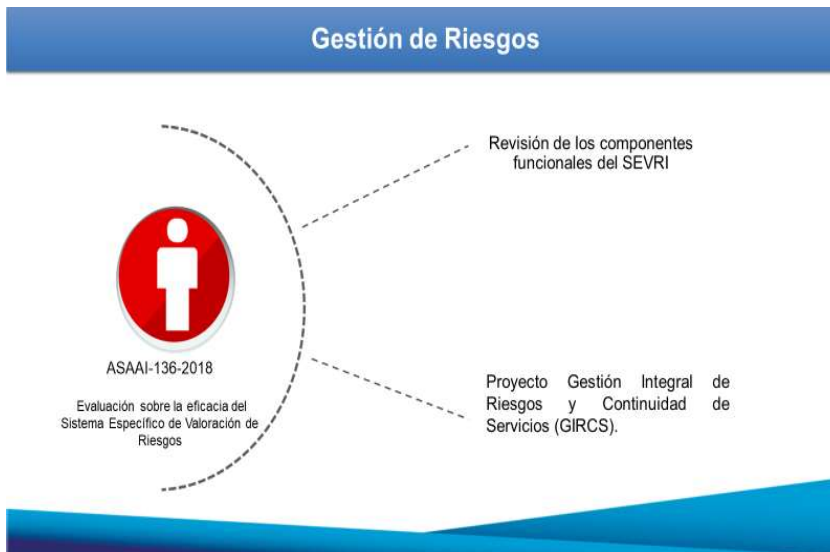 Gestión de Riesgos
Revisión de los componentes
funcionales del SEVRI
ASAAI-136-2018
Evaluación sobre la eficacia del
Sistema Específico de Valoración de
Riesgos
Proyecto Gestión Integral de
Riesgos y Continuidad de
Servicios (GIRCS).